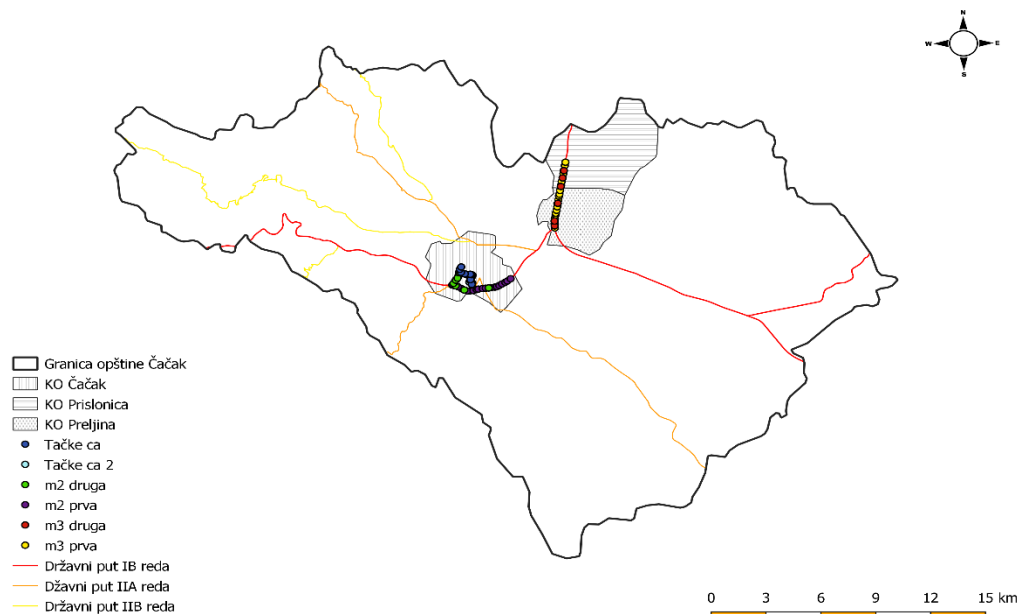 N
W
E
S
Granica opštine Čačak
KO Čačak
KO Prislonica
KO Preljina
Tačke ca
Tačke ca 2
m2 druga
m2 prva
m3 druga
m3 prva
Državni put IB reda
Džavni put IIA reda
Državni put IIB reda
0 3 6 9 12 15 km